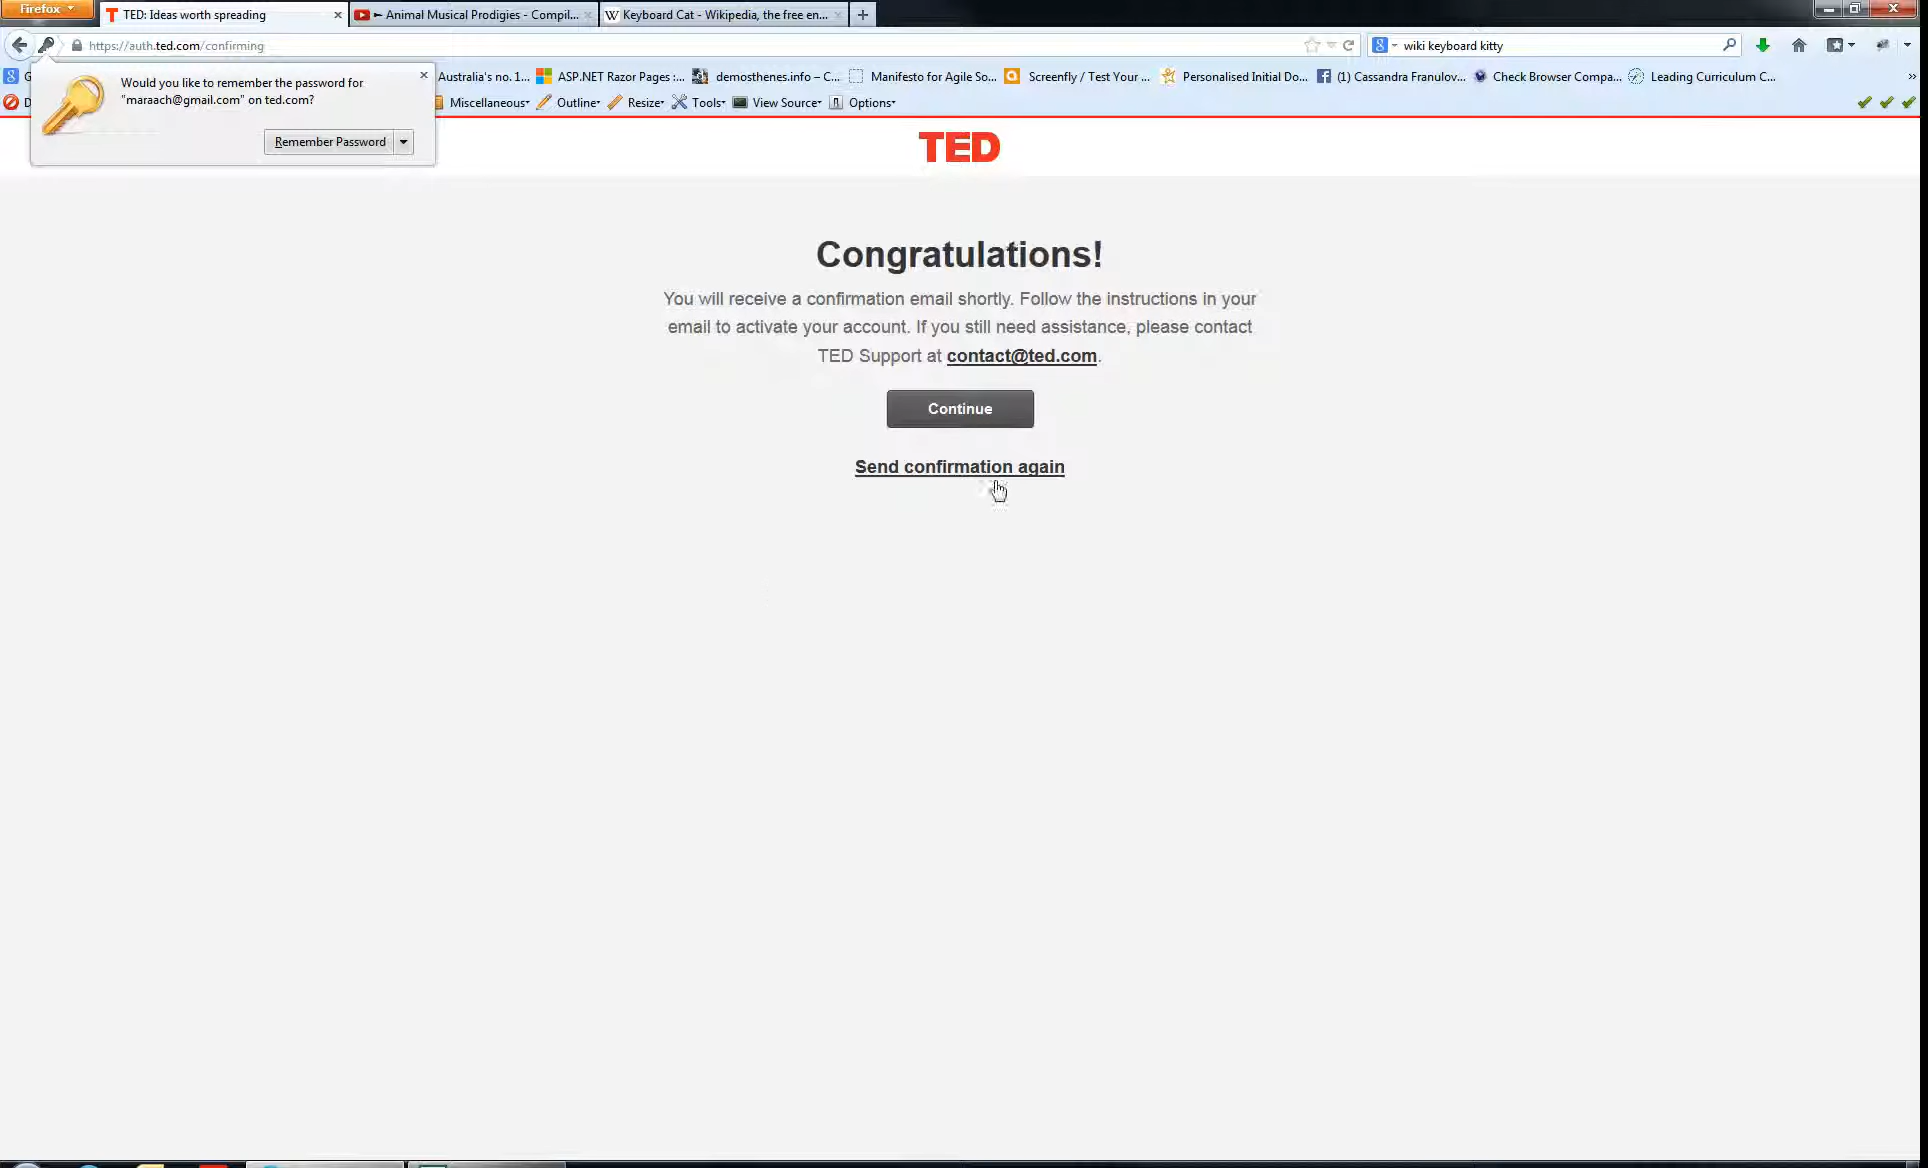 Firefox
TED: Ideas worth spreading
► Animal Musical Prodigies - Compil...
Keyboard Cat - Wikipedia, the free en...
https://auth.ted.com/confirming
wiki keyboard kitty
Would you like to remember the password for
"maraach@gmail.com" on ted.com?
Remember Password
G
Australia's no. 1...
ASP.NET Razor Pages :...
demosthenes.info – C...
Manifesto for Agile So...
Screenfly / Test Your ...
Personalised Initial Do...
(1) Cassandra Franulov...
Check Browser Compa...
Leading Curriculum C...
D
Miscellaneous
Outline
Resize
Tools
View Source
Options
TED
Congratulations!
You will receive a confirmation email shortly. Follow the instructions in your
email to activate your account. If you still need assistance, please contact
TED Support at contact@ted.com.
Continue
Send confirmation again